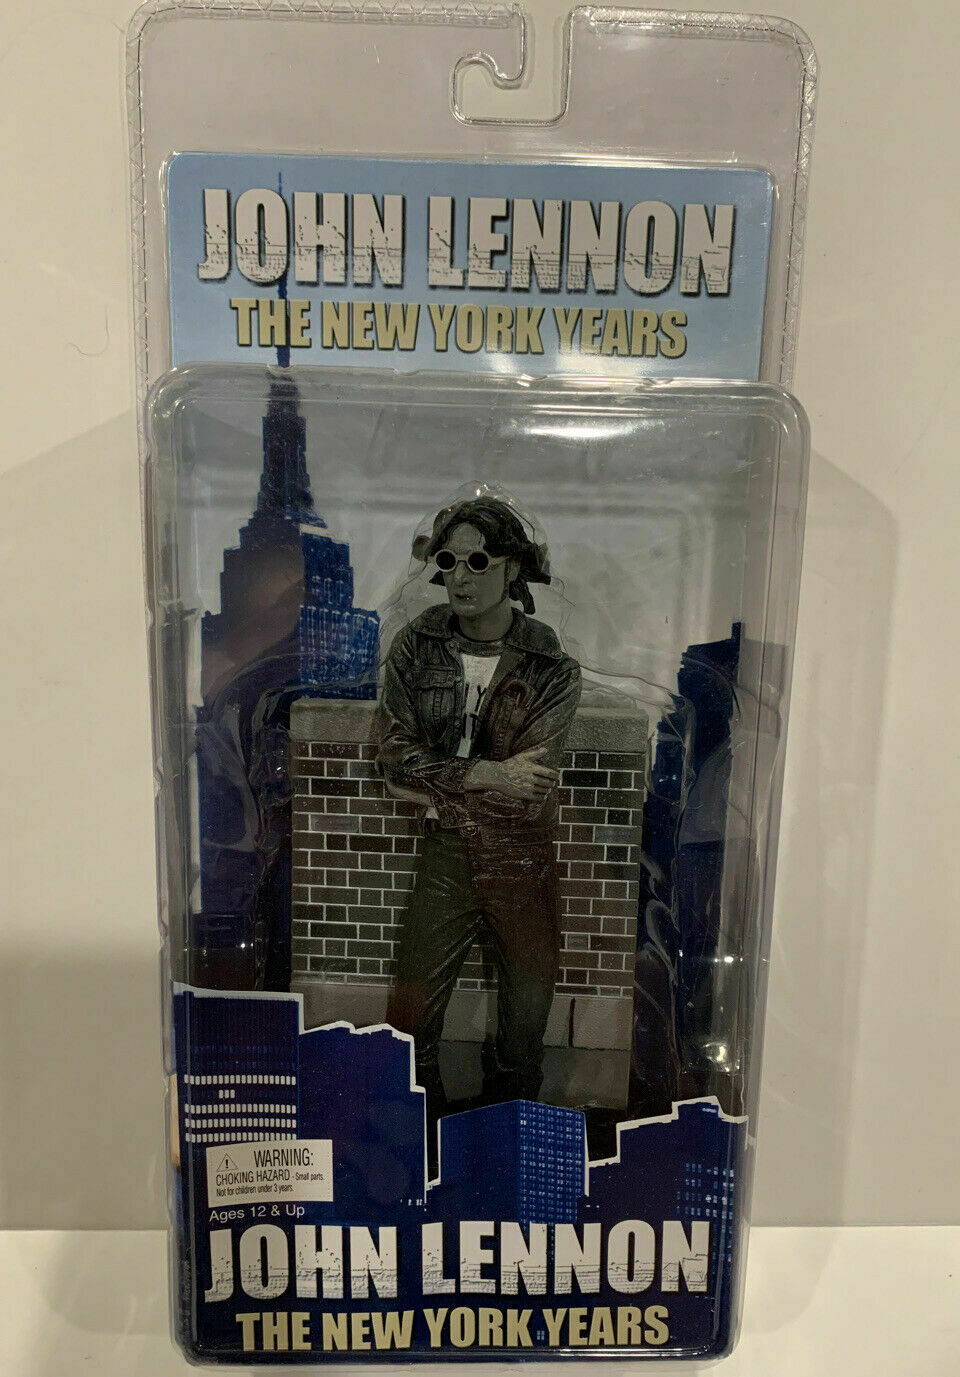 JOHN LENNON
THE NEW YORK YEARS
WARNING:
CHOKING HAZARD - Small parts.
Not for children under 3 years.
Ages 12 & Up
JOHN LENNON
THE NEW YORK YEARS